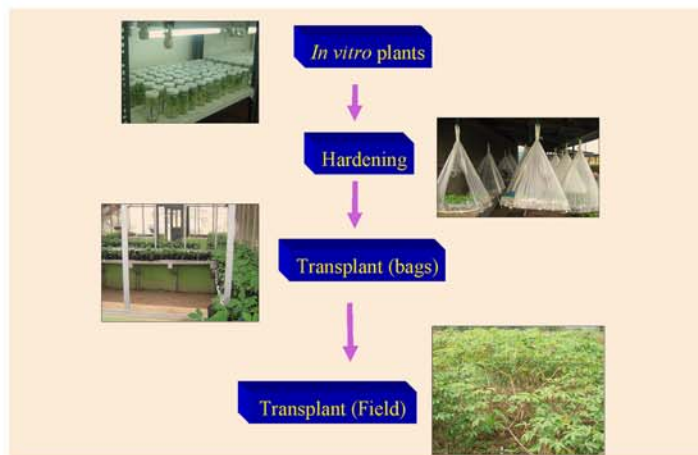 In vitro plants
Hardening
Transplant (bags)
Transplant (Field)